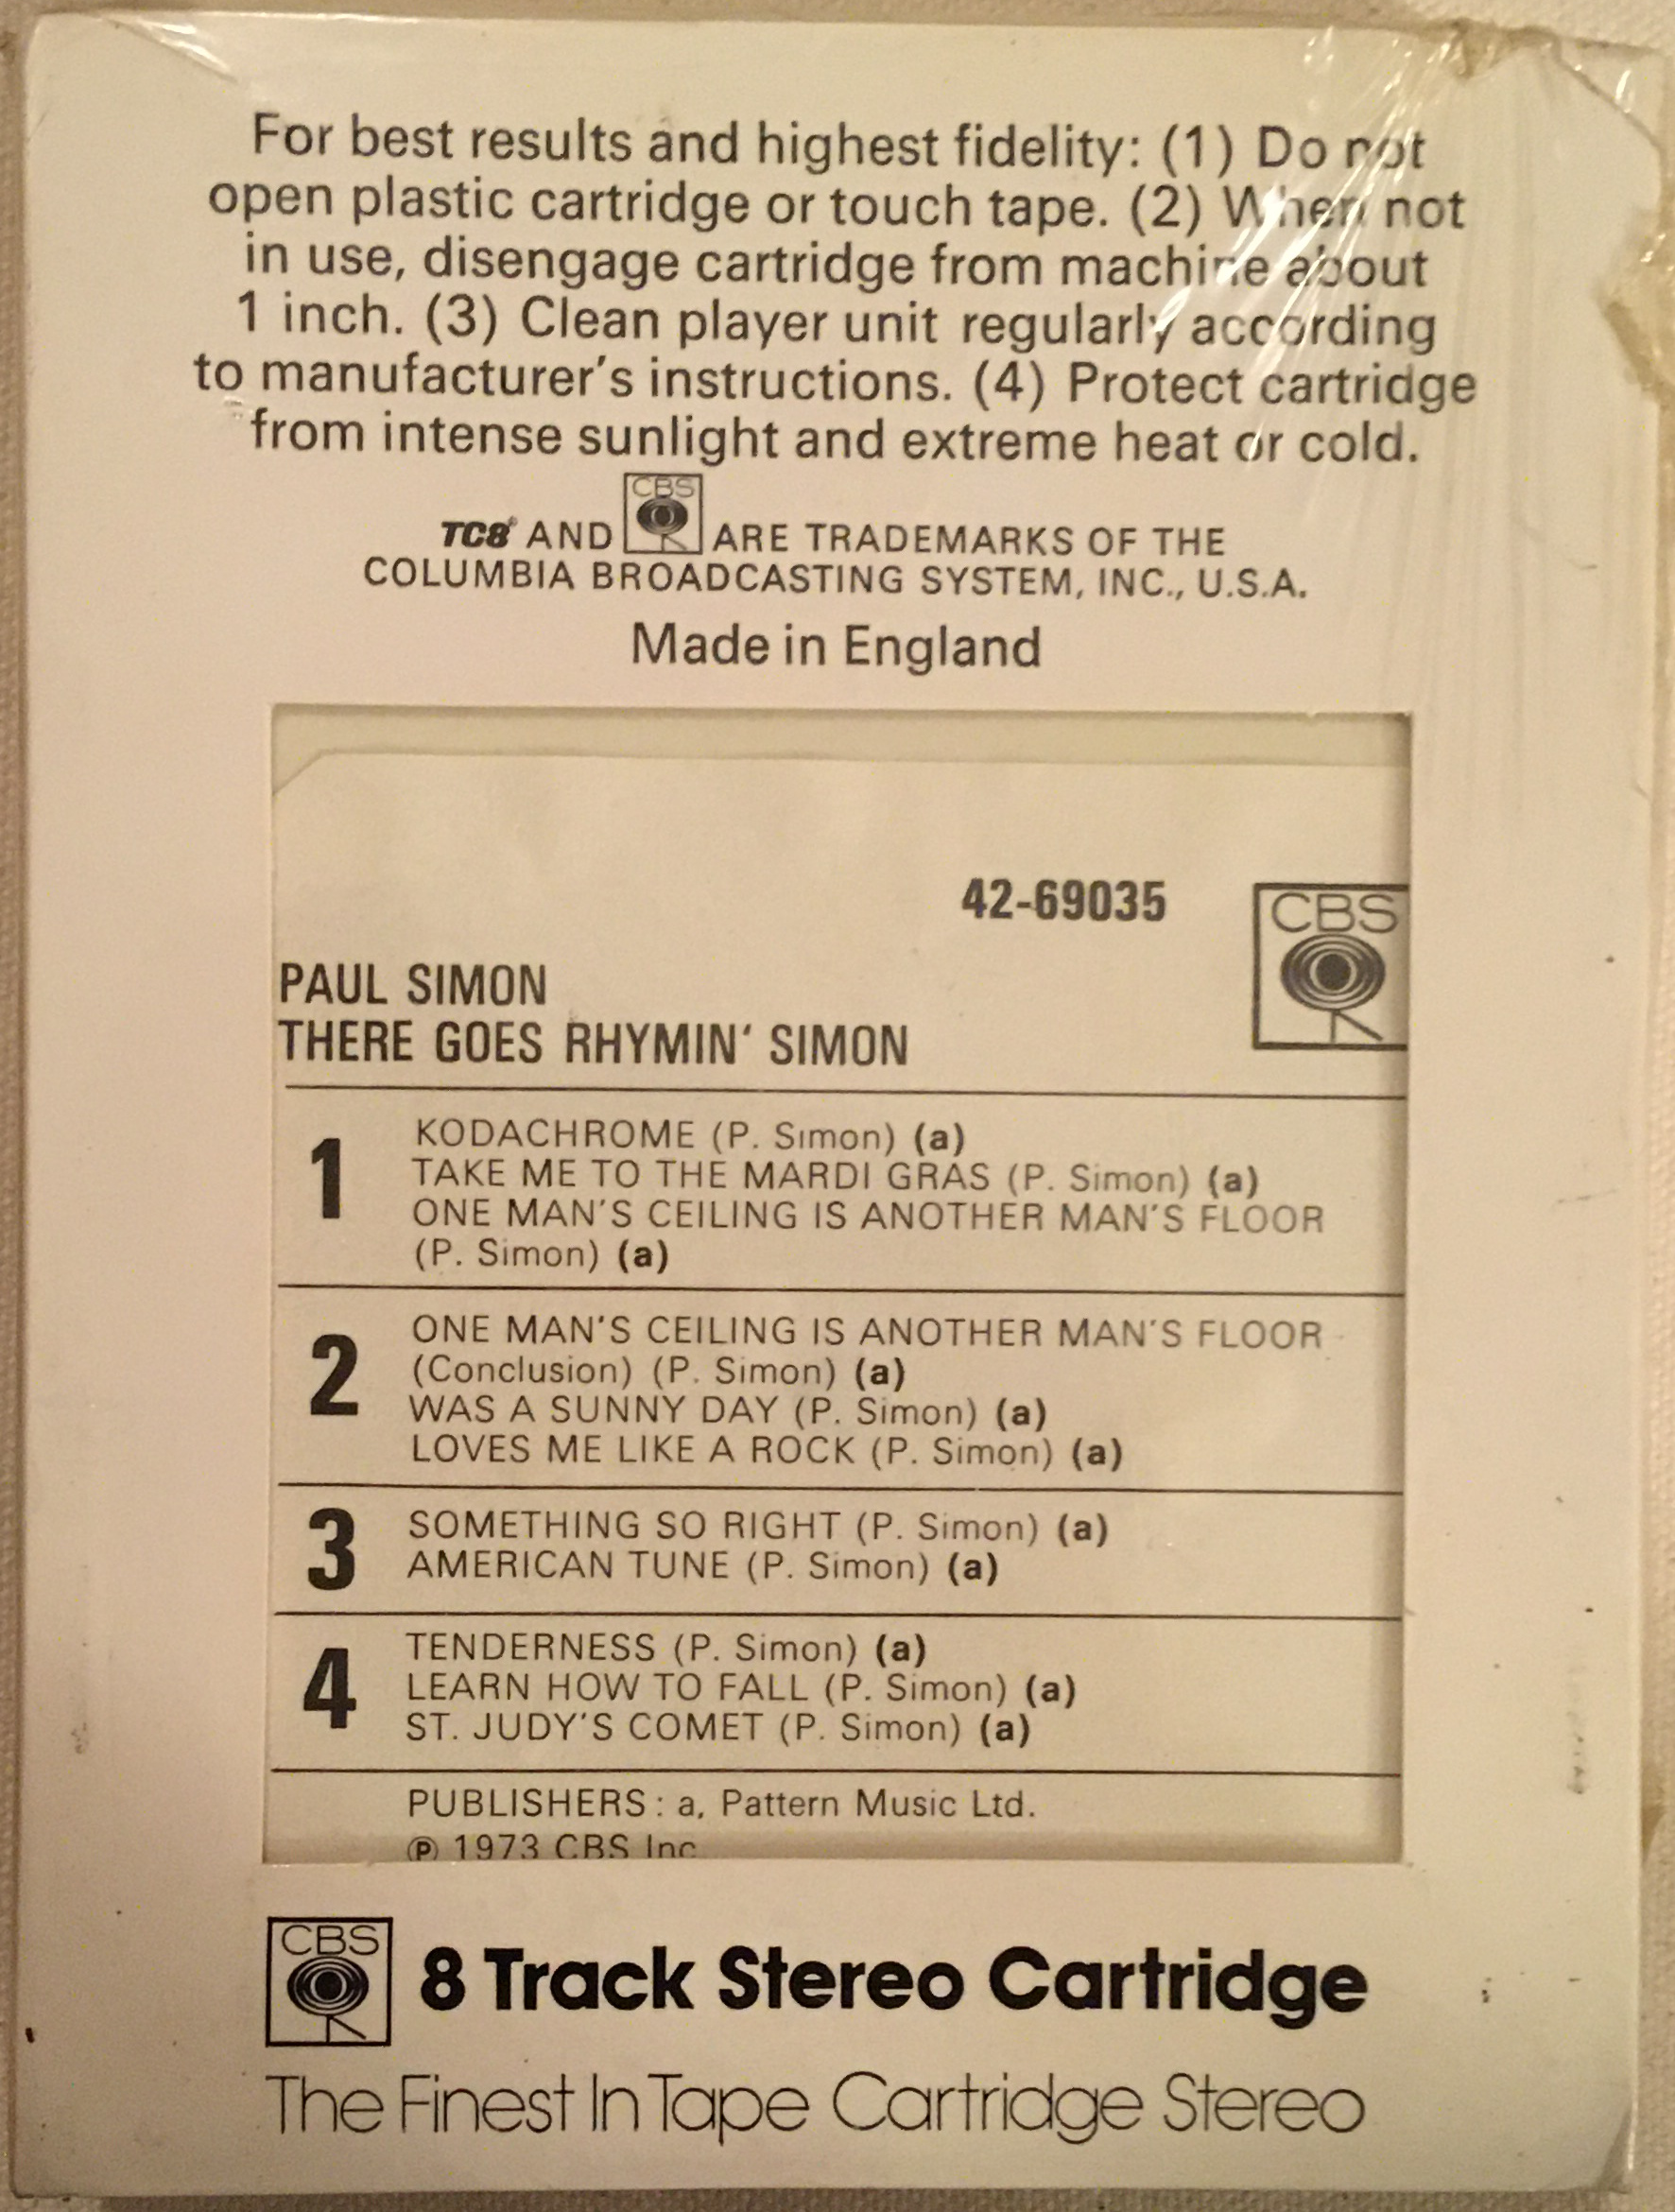 For best results and highest fidelity: (1) Do not
open plastic cartridge or touch tape. (2) When not
in use, disengage cartridge from machine about
1 inch. (3) Clean player unit regularly according
to manufacturer's instructions. (4) Protect cartridge
from intense sunlight and extreme heat or cold.
TC8® AND CBS ARE TRADEMARKS OF THE
COLUMBIA BROADCASTING SYSTEM, INC., U.S.A.
Made in England
42-69035
CBS
PAUL SIMON
THERE GOES RHYMIN' SIMON
1
KODACHROME (P. Simon) (a)
TAKE ME TO THE MARDI GRAS (P. Simon) (a)
ONE MAN'S CEILING IS ANOTHER MAN'S FLOOR
(P. Simon) (a)
2
ONE MAN'S CEILING IS ANOTHER MAN'S FLOOR
(Conclusion) (P. Simon) (a)
WAS A SUNNY DAY (P. Simon) (a)
LOVES ME LIKE A ROCK (P. Simon) (a)
3
SOMETHING SO RIGHT (P. Simon) (a)
AMERICAN TUNE (P. Simon) (a)
4
TENDERNESS (P. Simon) (a)
LEARN HOW TO FALL (P. Simon) (a)
ST. JUDY'S COMET (P. Simon) (a)
PUBLISHERS: a, Pattern Music Ltd.
℗ 1973 CBS Inc
CBS
8 Track Stereo Cartridge
The Finest In Tape Cartridge Stereo